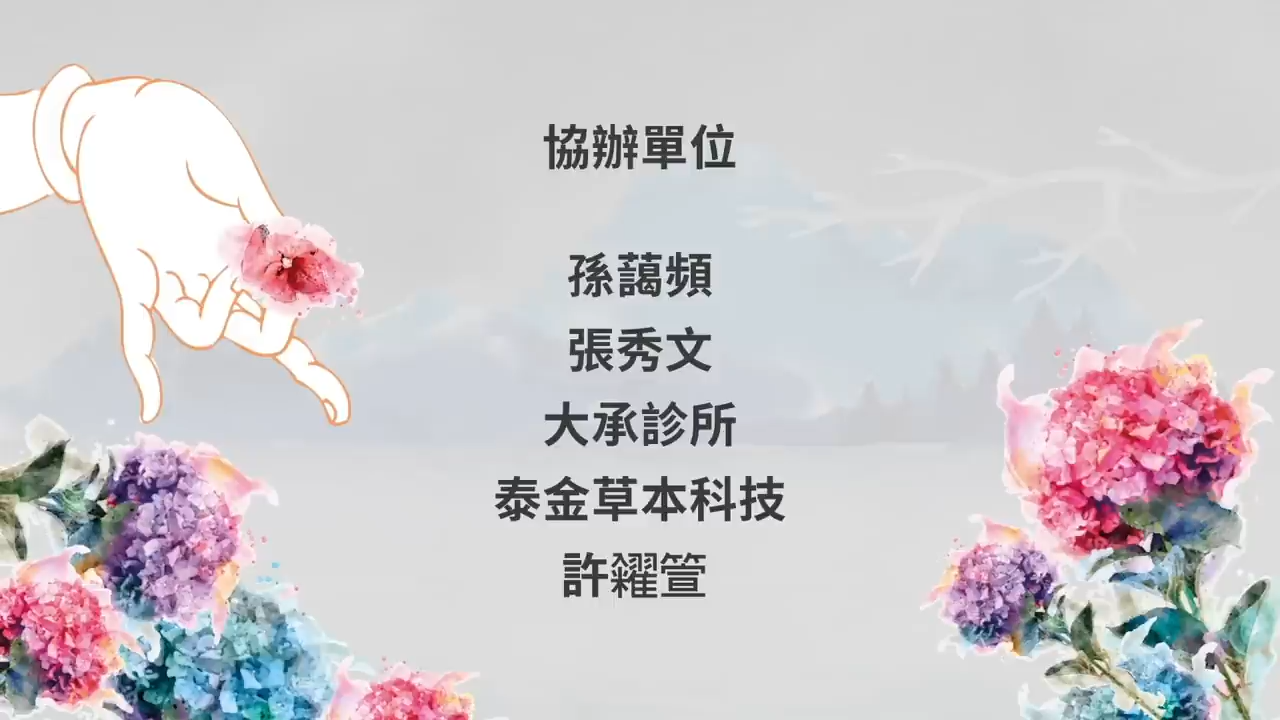 協辦單位
孫藹頻
張秀文
大承診所
泰金草本科技
許糶萱